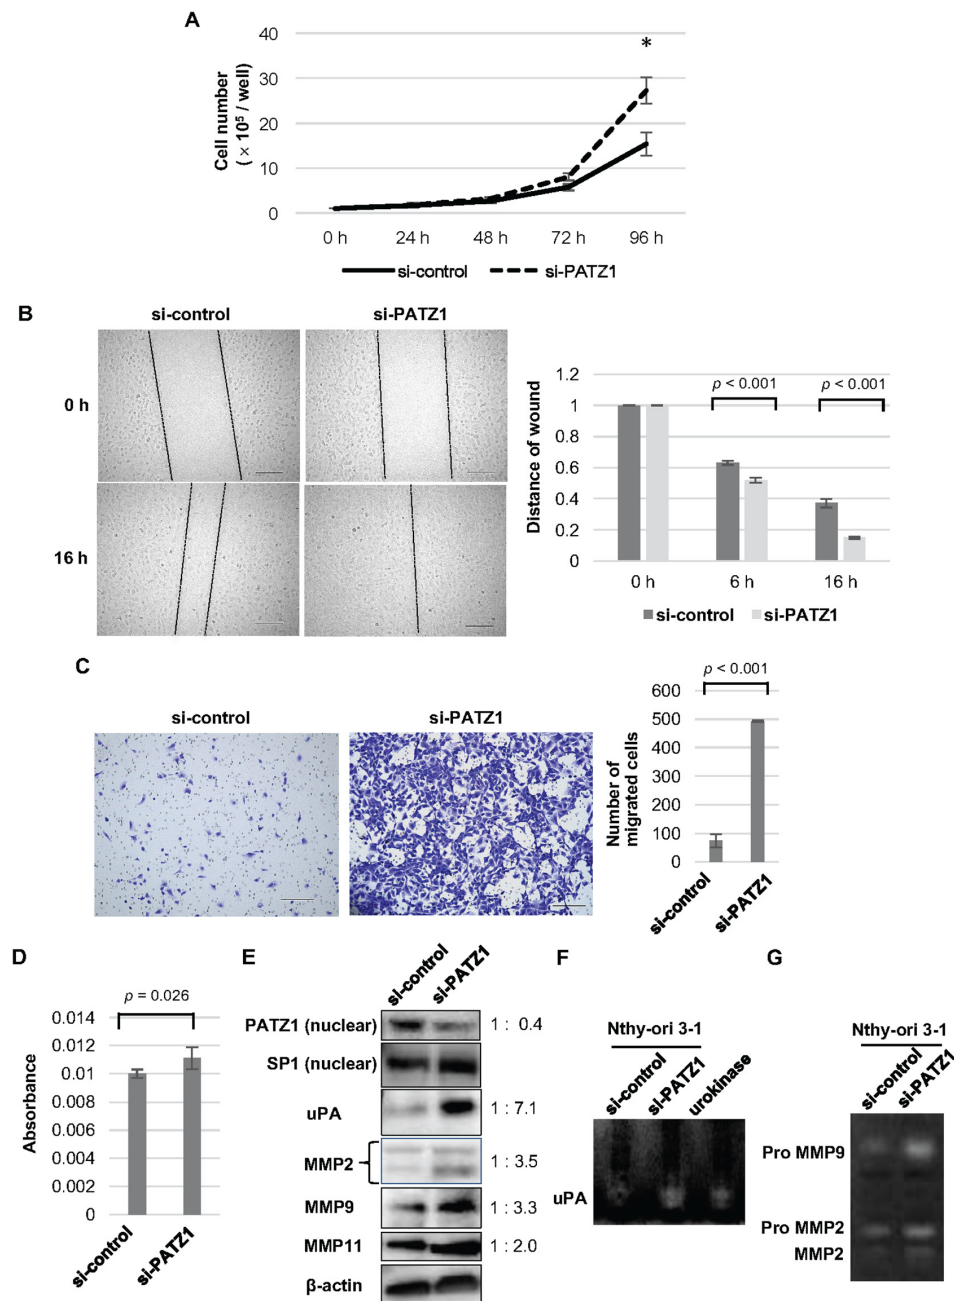 A
40
30
20
10
0
Cell number
( × 10⁵ / well)
*
0 h 24 h 48 h 72 h 96 h
si-control si-PATZ1
B
si-control si-PATZ1
0 h
16 h
1.2
1
0.8
0.6
0.4
0.2
0
Distance of wound
p < 0.001 p < 0.001
0 h 6 h 16 h
si-control si-PATZ1
C
si-control si-PATZ1
p < 0.001
600
500
400
300
200
100
0
Number of
migrated cells
si-control si-PATZ1
D
p = 0.026
0.014
0.012
0.01
0.008
0.006
0.004
0.002
0
Absorbance
si-control si-PATZ1
E
si-control si-PATZ1
PATZ1 (nuclear) 1 : 0.4
SP1 (nuclear)
uPA 1 : 7.1
MMP2 1 : 3.5
MMP9 1 : 3.3
MMP11 1 : 2.0
β-actin
F
Nthy-ori 3-1
si-control si-PATZ1 urokinase
uPA
G
Nthy-ori 3-1
si-control si-PATZ1
Pro MMP9
Pro MMP2
MMP2